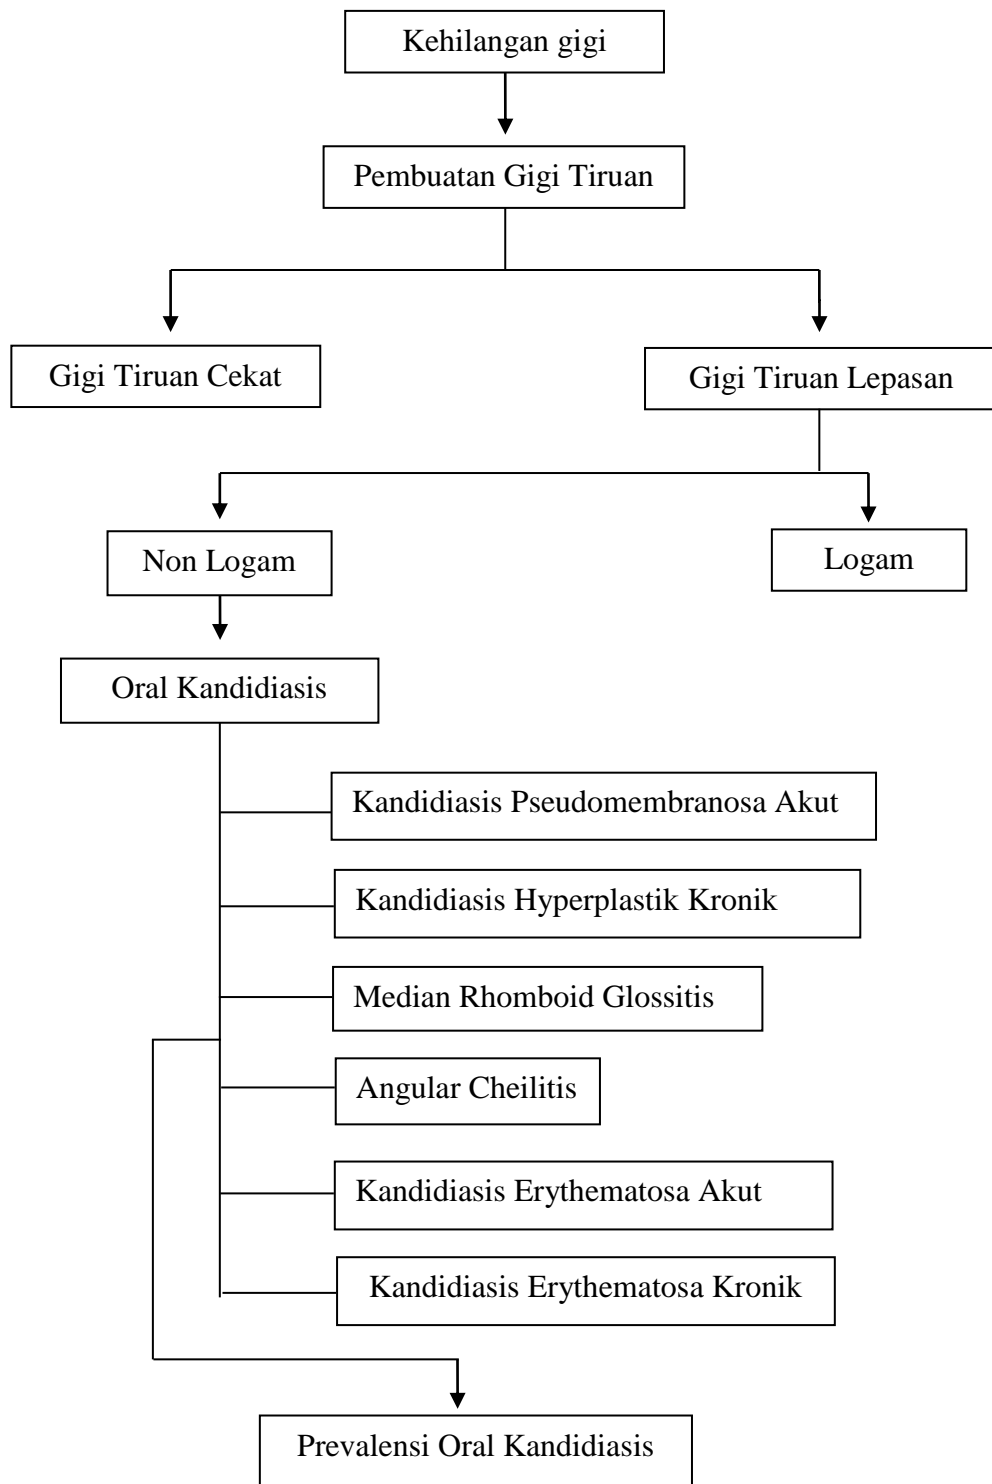 Kehilangan gigi
Pembuatan Gigi Tiruan
Gigi Tiruan Cekat
Gigi Tiruan Lepasan
Non Logam
Logam
Oral Kandidiasis
Kandidiasis Pseudomembranosa Akut
Kandidiasis Hyperplastik Kronik
Median Rhomboid Glossitis
Angular Cheilitis
Kandidiasis Erythematosa Akut
Kandidiasis Erythematosa Kronik
Prevalensi Oral Kandidiasis